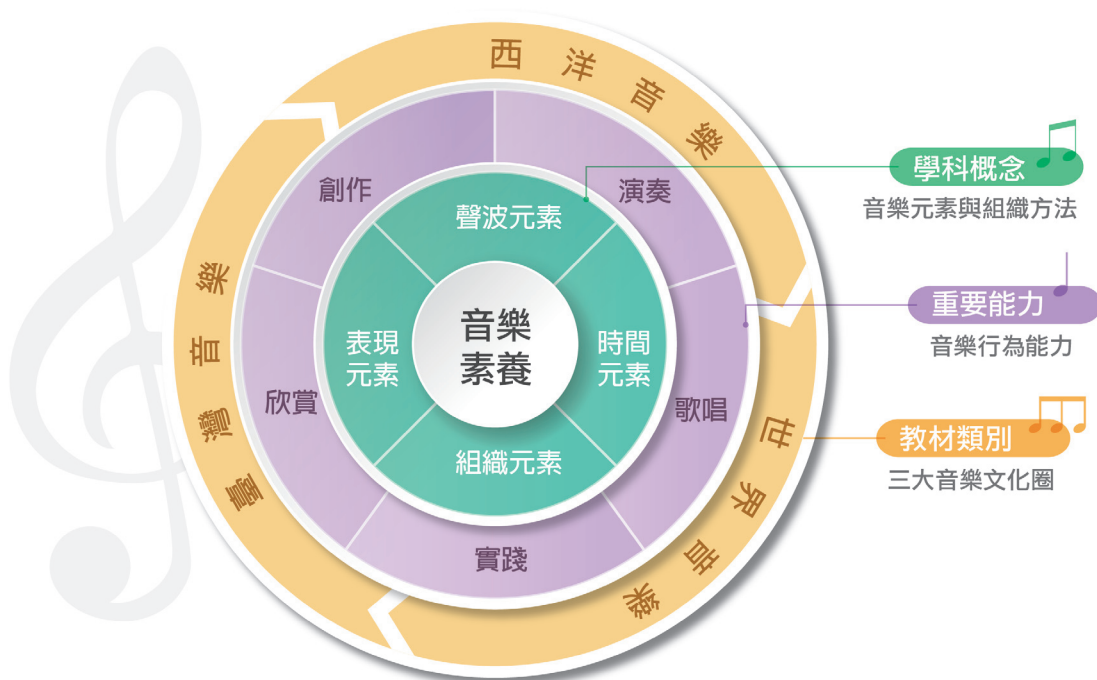 西洋音樂
創作
演奏
聲波元素
學科概念
音樂元素與組織方法
臺灣音樂
表現
元素
音樂
素養
時間
元素
重要能力
音樂行為能力
欣賞
歌唱
世界音樂
組織元素
教材類別
三大音樂文化圈
實踐